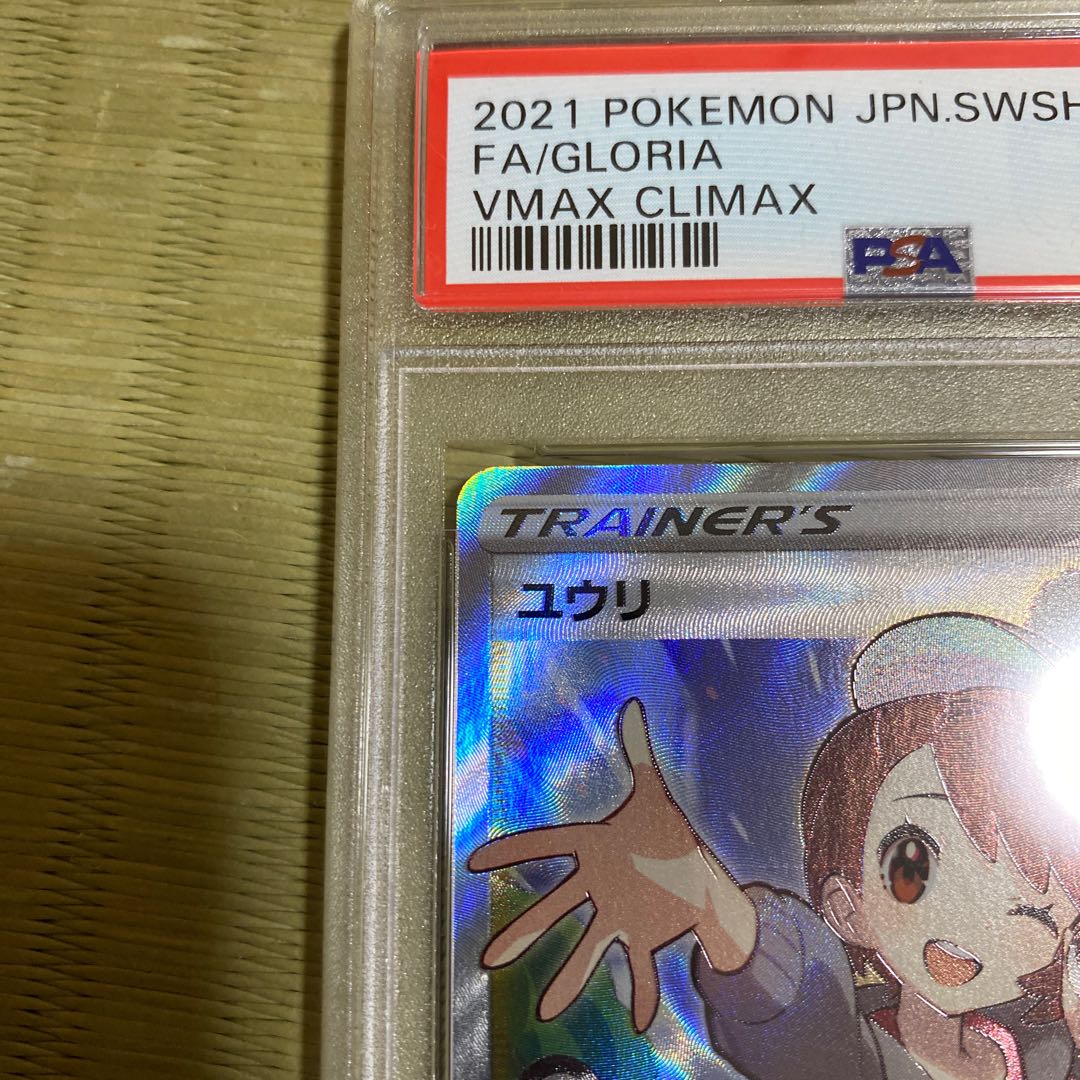 2021 POKEMON JPN.SWSH
FA/GLORIA
VMAX CLIMAX
PSA
TRAINER'S
ユウリ